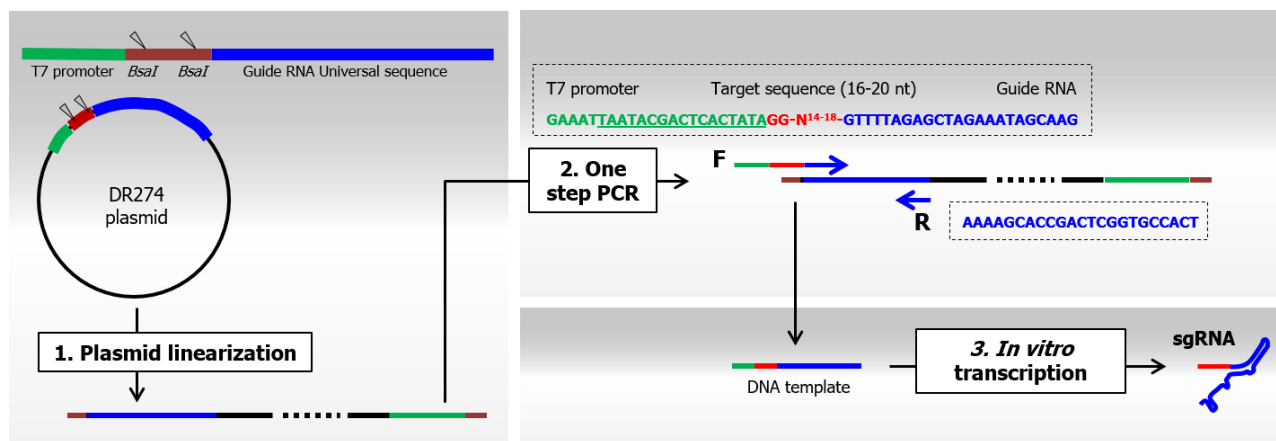 T7 promoter BsaI BsaI Guide RNA Universal sequence
DR274
plasmid
1. Plasmid linearization
T7 promoter Target sequence (16-20 nt) Guide RNA
GAAATTAATACGACTCACTATAGG-N14-18-GTTTTAGAGCTAGAAATAGCAAG
2. One
step PCR
F
R
AAAAGCACCGACTCGGTGCCACT
DNA template
3. In vitro
transcription
sgRNA